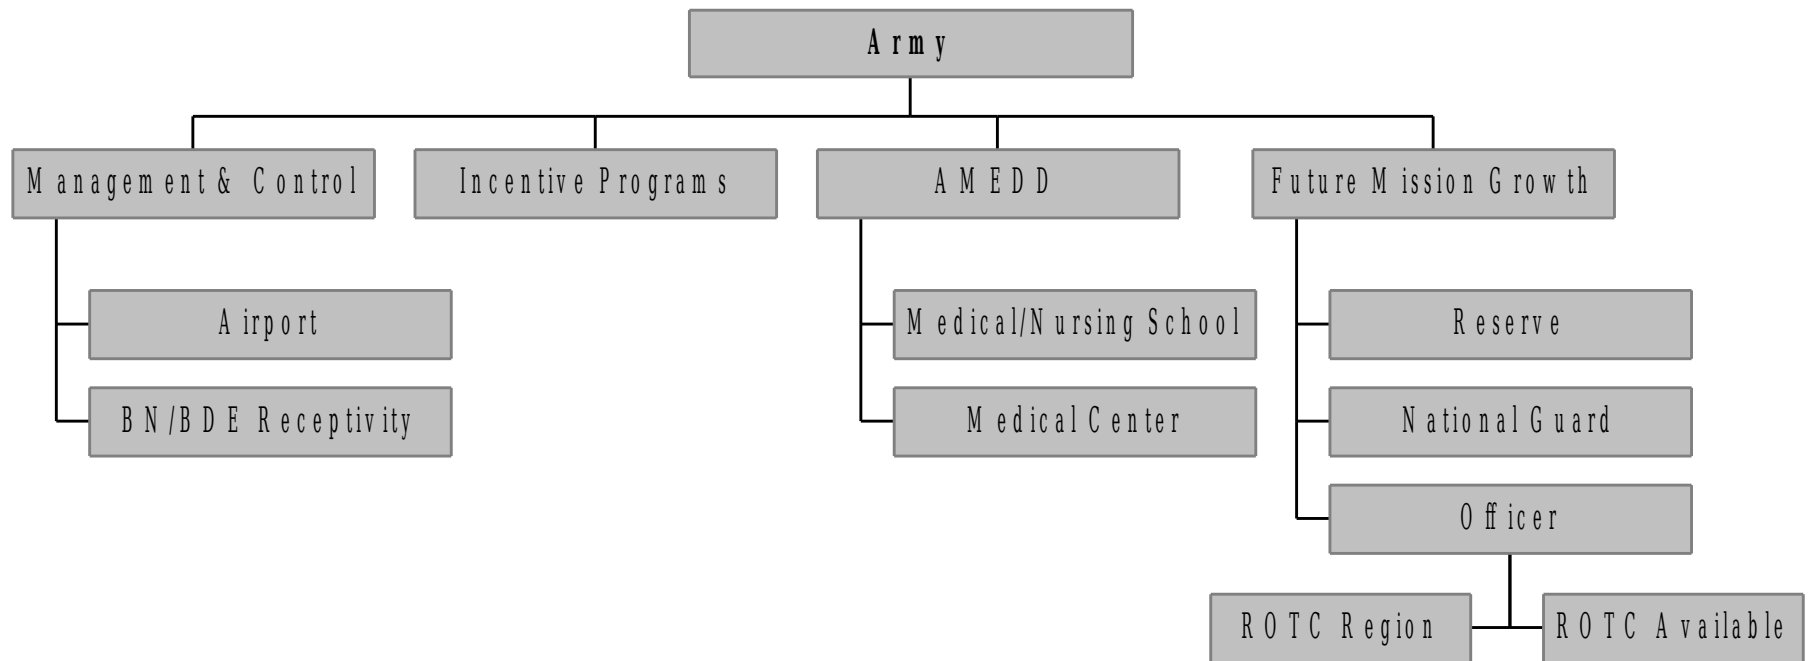 Army
Management & Control
Incentive Programs
AMEDD
Future Mission Growth
Airport
Medical/Nursing School
Reserve
BN/BDE Receptivity
Medical Center
National Guard
Officer
ROTC Region
ROTC Available